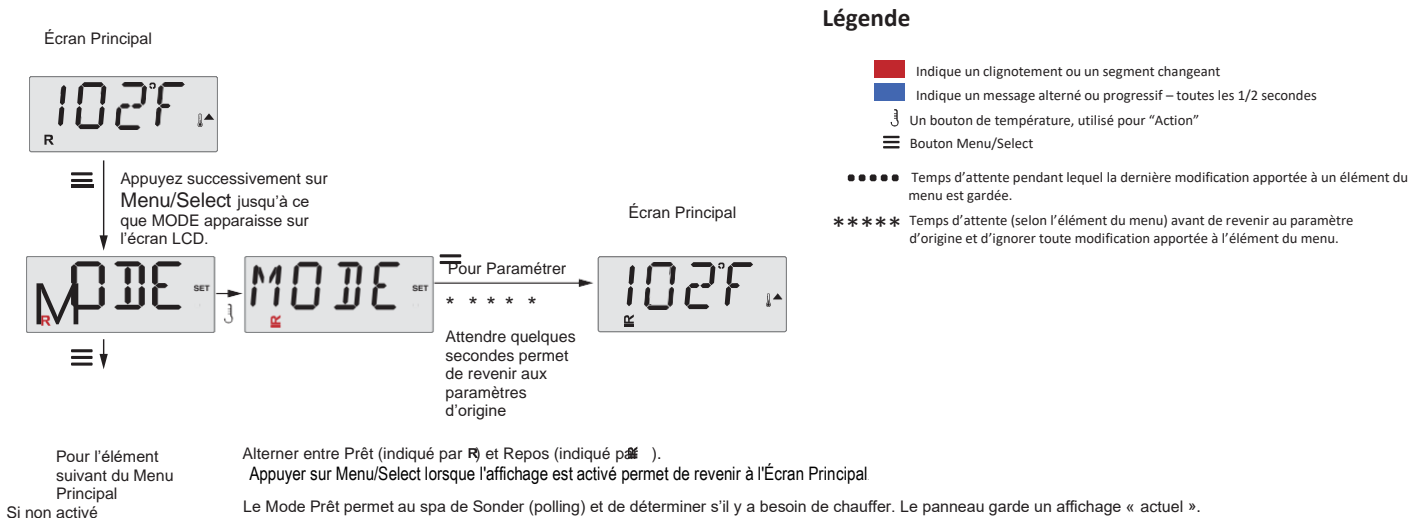 Écran Principal
102°F
R
Appuyez successivement sur
Menu/Select jusqu'à ce
que MODE apparaisse sur
l'écran LCD.
MODE SET
R
MODE SET
R
Pour Paramétrer
* * * * *
Attendre quelques
secondes permet
de revenir aux
paramètres
d'origine
Écran Principal
102°F
R
Pour l'élément
suivant du Menu
Principal
Si non activé
Alterner entre Prêt (indiqué par R) et Repos (indiqué par ).
Appuyer sur Menu/Select lorsque l'affichage est activé permet de revenir à l'Écran Principal
Le Mode Prêt permet au spa de Sonder (polling) et de déterminer s'il y a besoin de chauffer. Le panneau garde un affichage « actuel ».
Légende
Indique un clignotement ou un segment changeant
Indique un message alterné ou progressif – toutes les 1/2 secondes
Un bouton de température, utilisé pour “Action”
Bouton Menu/Select
Temps d'attente pendant lequel la dernière modification apportée à un élément du
menu est gardée.
***** Temps d'attente (selon l'élément du menu) avant de revenir au paramètre
d'origine et d'ignorer toute modification apportée à l'élément du menu.